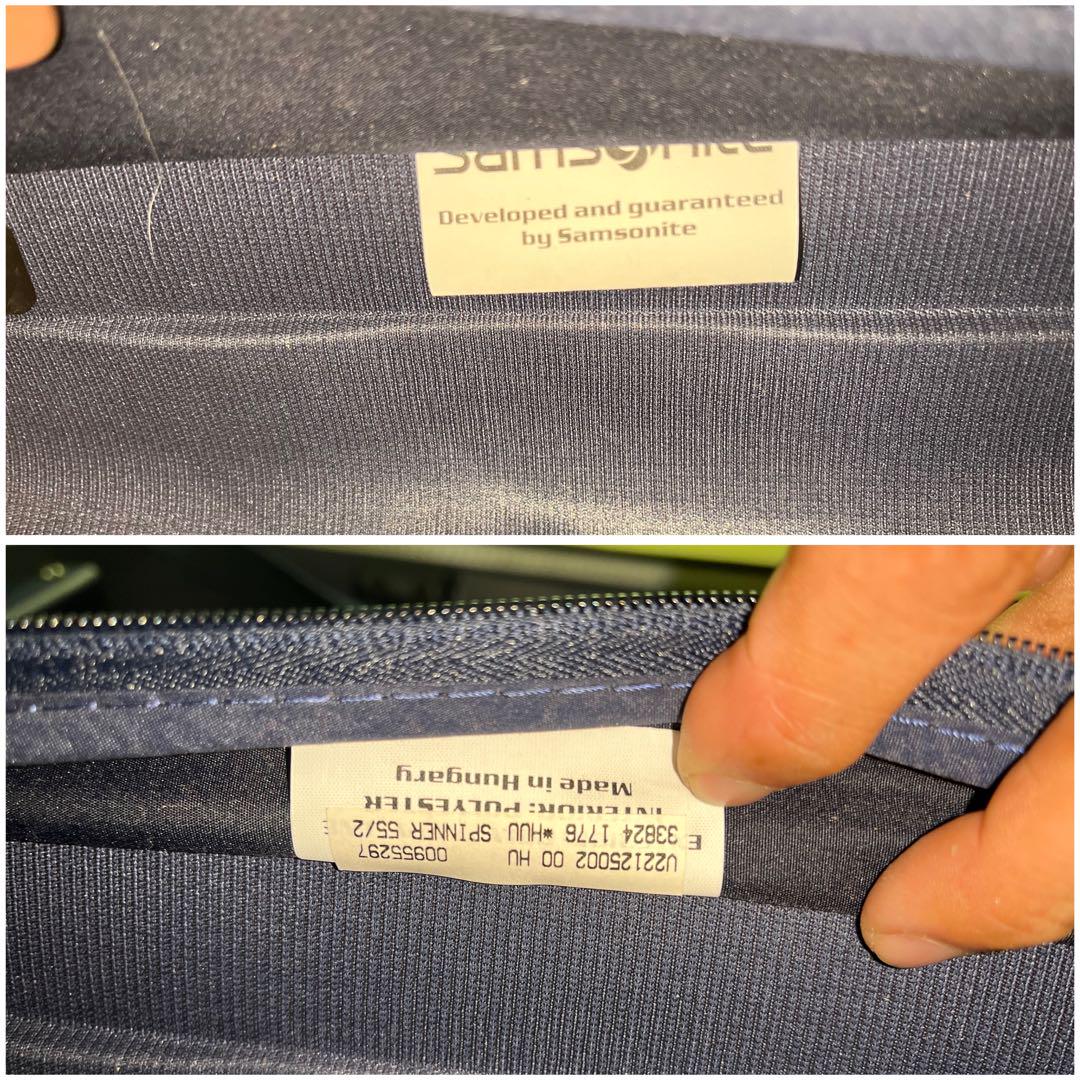 Samsonite
Developed and guaranteed
by Samsonite
U22125002 00 HU 00955297
33824 1776 *HUU SPINNER 55/2
INTERIOR: POLYESTER
Made in Hungary